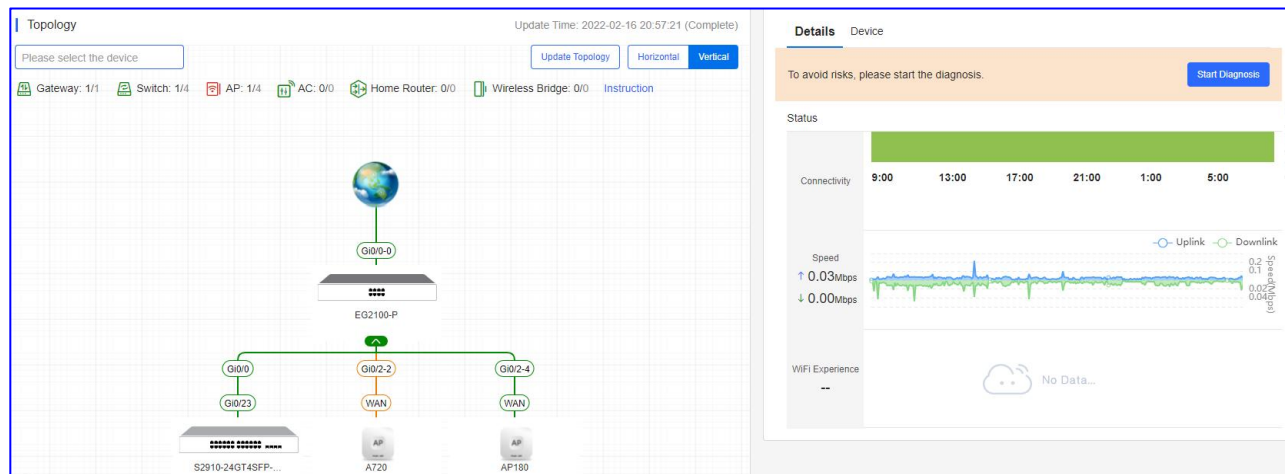 Topology
Update Time: 2022-02-16 20:57:21 (Complete)
Please select the device
Update Topology
Horizontal
Vertical
Gateway: 1/1
Switch: 1/4
AP: 1/4
AC: 0/0
Home Router: 0/0
Wireless Bridge: 0/0
Instruction
Gi0/0-0
EG2100-P
Gi0/0
Gi0/2-2
Gi0/2-4
Gi0/23
WAN
WAN
AP
AP
S2910-24GT4SFP-...
A720
AP180
Details
Device
To avoid risks, please start the diagnosis.
Start Diagnosis
Status
Connectivity
9:00 13:00 17:00 21:00 1:00 5:00
Uplink
Downlink
Speed
↑ 0.03Mbps
↓ 0.00Mbps
0.2
0.1
0.02
0.04
Speed(Mbps)
WiFi Experience
--
No Data...